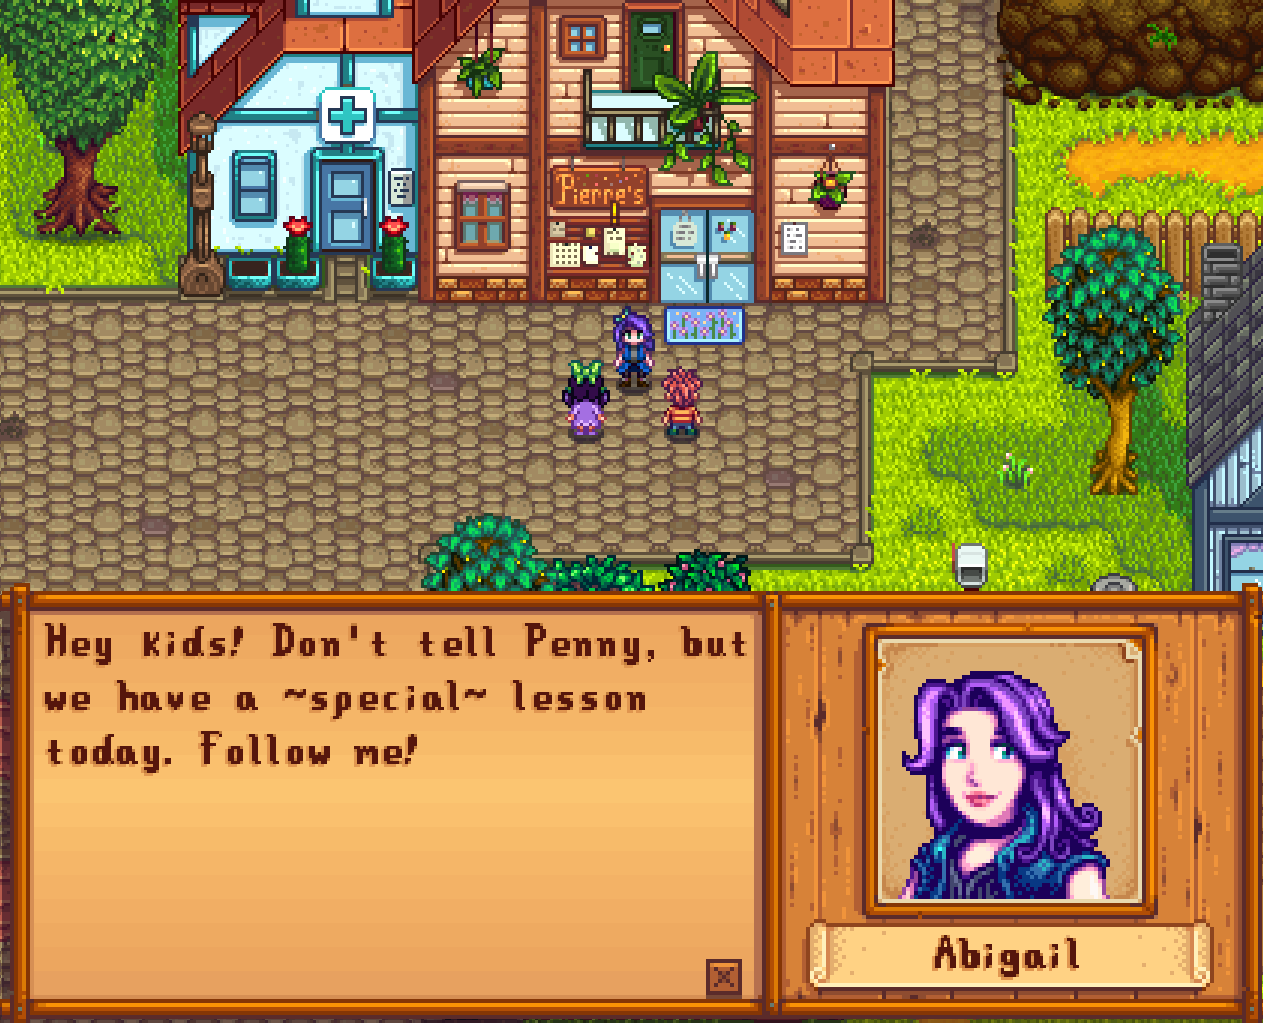 Pierre's
Hey kids! Don't tell Penny, but
we have a ~special~ lesson
today. Follow me!
Abigail